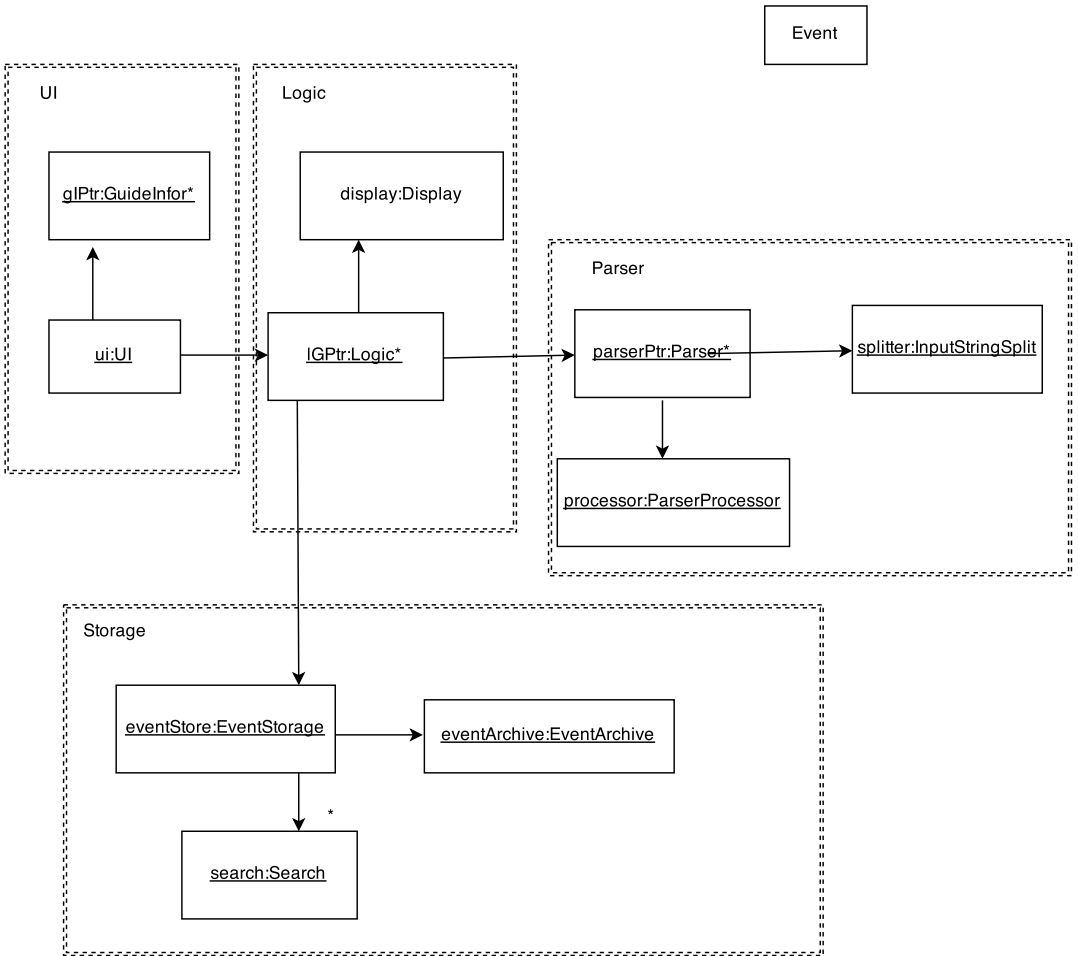 Event
UI
Logic
gIPtr:GuideInfor*
display:Display
Parser
ui:UI
IGPtr:Logic*
parserPtr:Parser*
splitter:InputStringSplit
processor:ParserProcessor
Storage
eventStore:EventStorage
eventArchive:EventArchive
*
search:Search